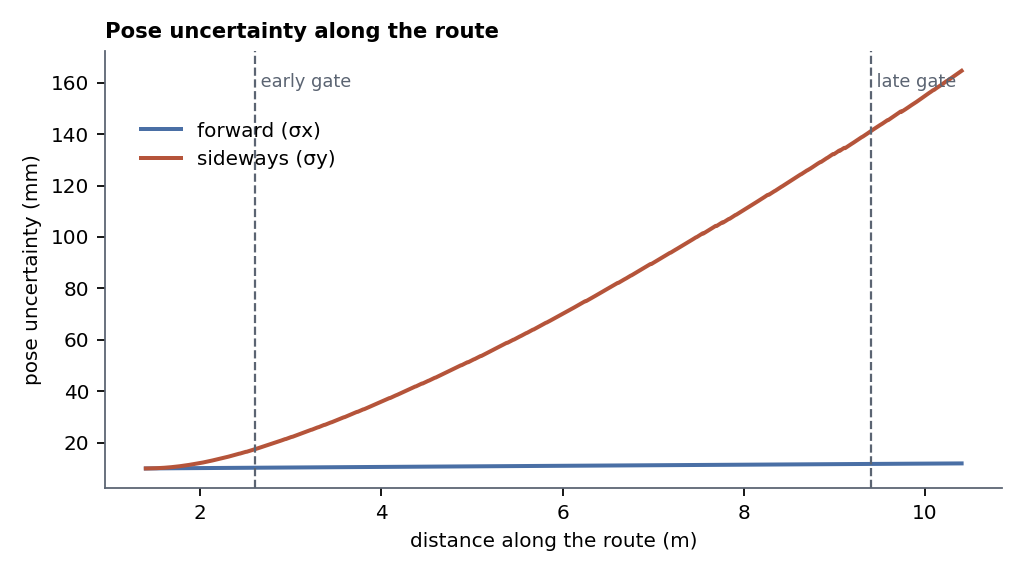 Pose uncertainty along the route
early gate
late gate
forward (σx)
sideways (σy)
pose uncertainty (mm)
160
140
120
100
80
60
40
20
2 4 6 8 10
distance along the route (m)